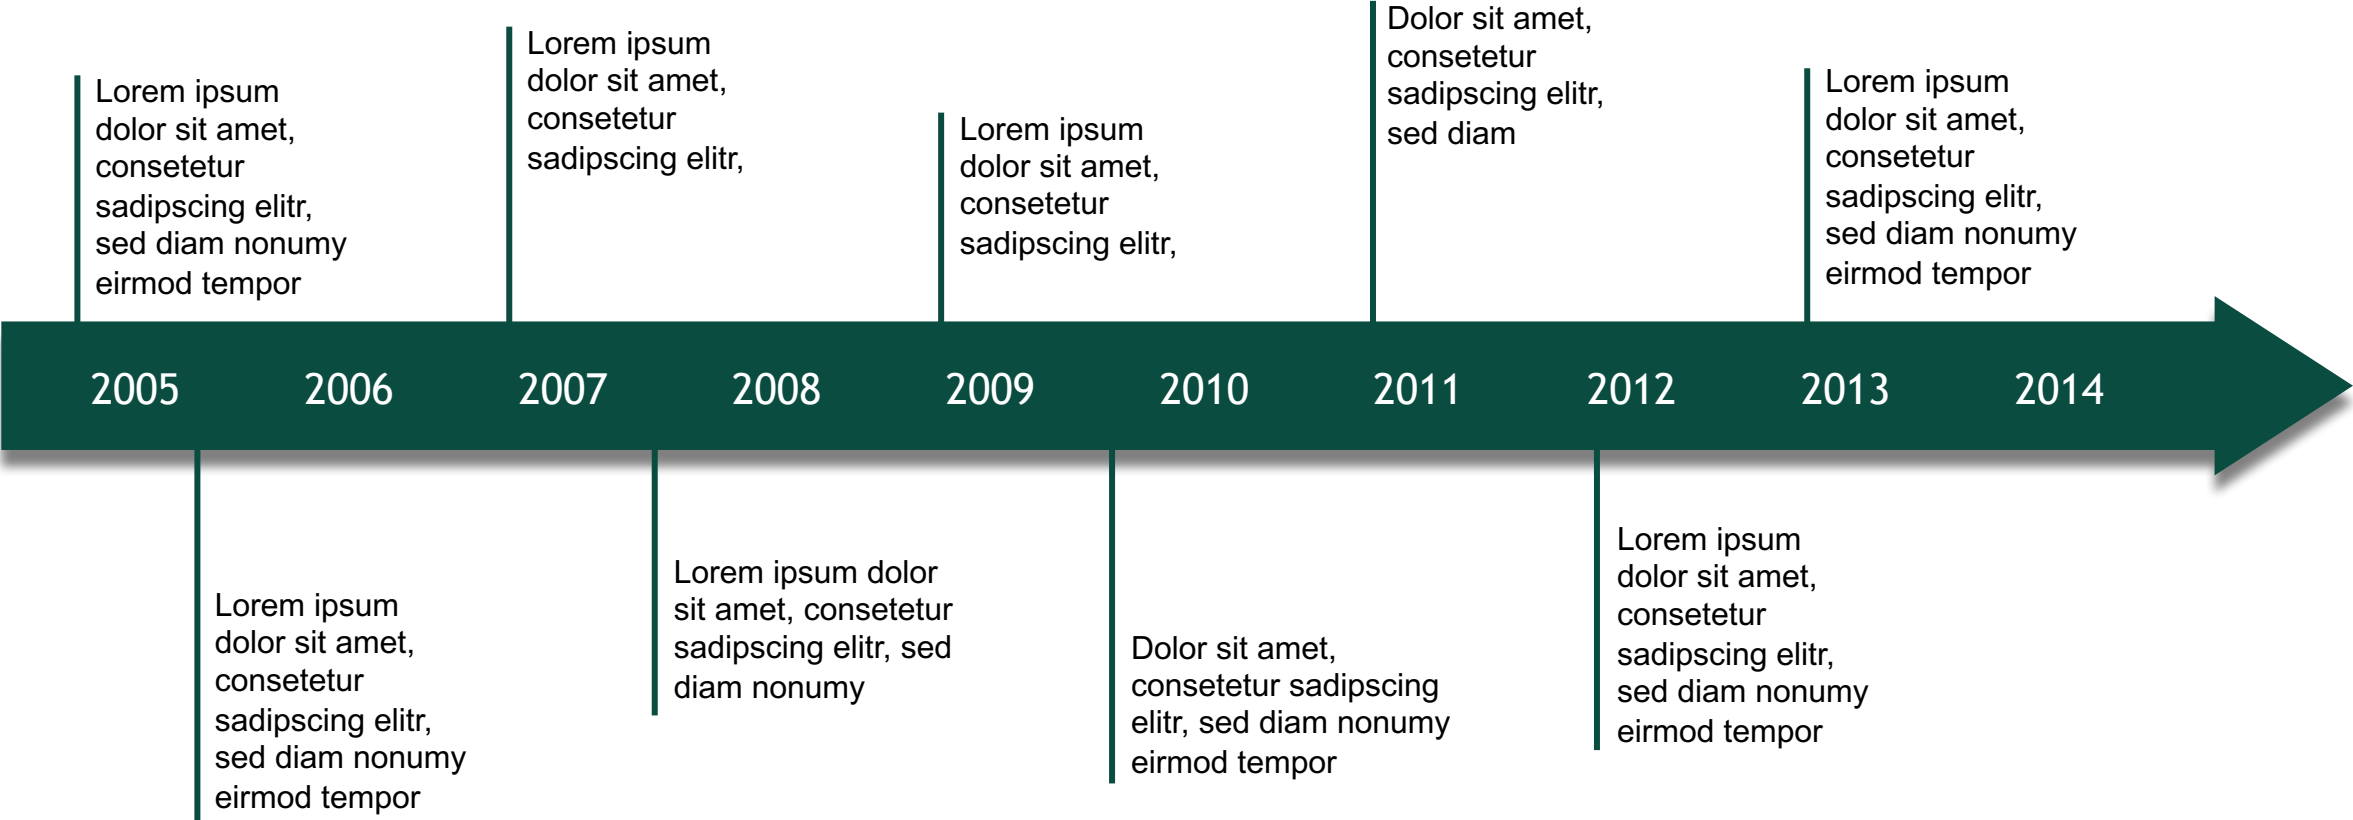 Lorem ipsum
dolor sit amet,
consetetur
sadipscing elitr,
sed diam nonumy
eirmod tempor
Lorem ipsum
dolor sit amet,
consetetur
sadipscing elitr,
Lorem ipsum
dolor sit amet,
consetetur
sadipscing elitr,
Dolor sit amet,
consetetur
sadipscing elitr,
sed diam
Lorem ipsum
dolor sit amet,
consetetur
sadipscing elitr,
sed diam nonumy
eirmod tempor
2005 2006 2007 2008 2009 2010 2011 2012 2013 2014
Lorem ipsum
dolor sit amet,
consetetur
sadipscing elitr,
sed diam nonumy
eirmod tempor
Lorem ipsum dolor
sit amet, consetetur
sadipscing elitr, sed
diam nonumy
Dolor sit amet,
consetetur sadipscing
elitr, sed diam nonumy
eirmod tempor
Lorem ipsum
dolor sit amet,
consetetur
sadipscing elitr,
sed diam nonumy
eirmod tempor